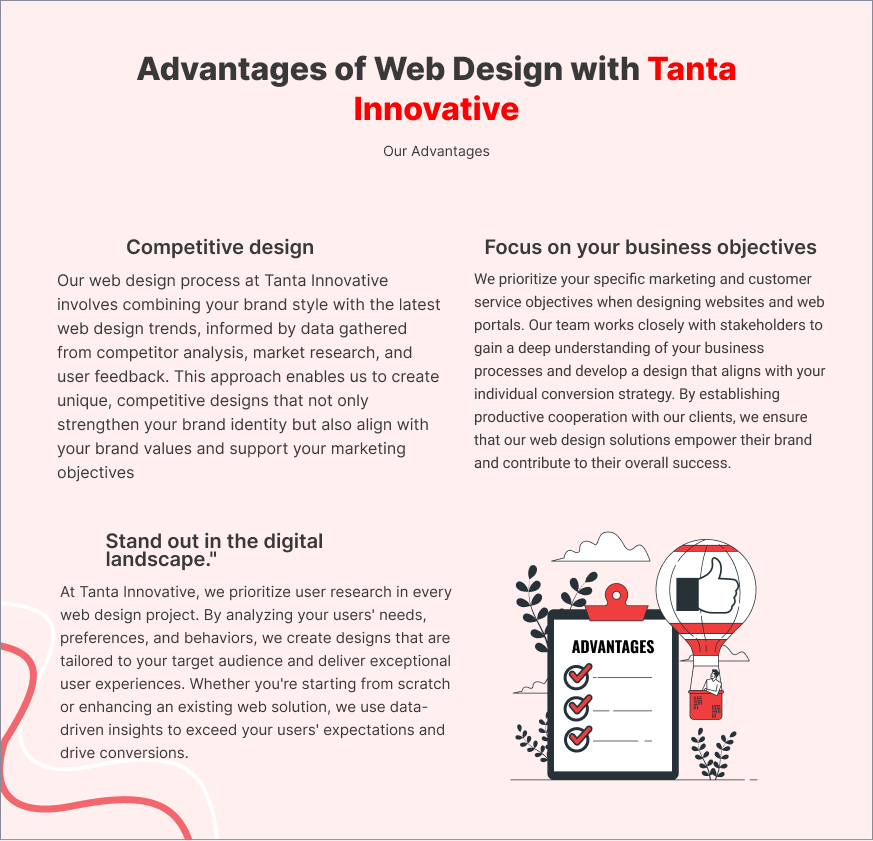 Advantages of Web Design with Tanta
Innovative
Our Advantages
Competitive design
Our web design process at Tanta Innovative
involves combining your brand style with the latest
web design trends, informed by data gathered
from competitor analysis, market research, and
user feedback. This approach enables us to create
unique, competitive designs that not only
strengthen your brand identity but also align with
your brand values and support your marketing
objectives
Focus on your business objectives
We prioritize your specific marketing and customer
service objectives when designing websites and web
portals. Our team works closely with stakeholders to
gain a deep understanding of your business
processes and develop a design that aligns with your
individual conversion strategy. By establishing
productive cooperation with our clients, we ensure
that our web design solutions empower their brand
and contribute to their overall success.
Stand out in the digital
landscape."
At Tanta Innovative, we prioritize user research in every
web design project. By analyzing your users' needs,
preferences, and behaviors, we create designs that are
tailored to your target audience and deliver exceptional
user experiences. Whether you're starting from scratch
or enhancing an existing web solution, we use data-
driven insights to exceed your users' expectations and
drive conversions.
ADVANTAGES